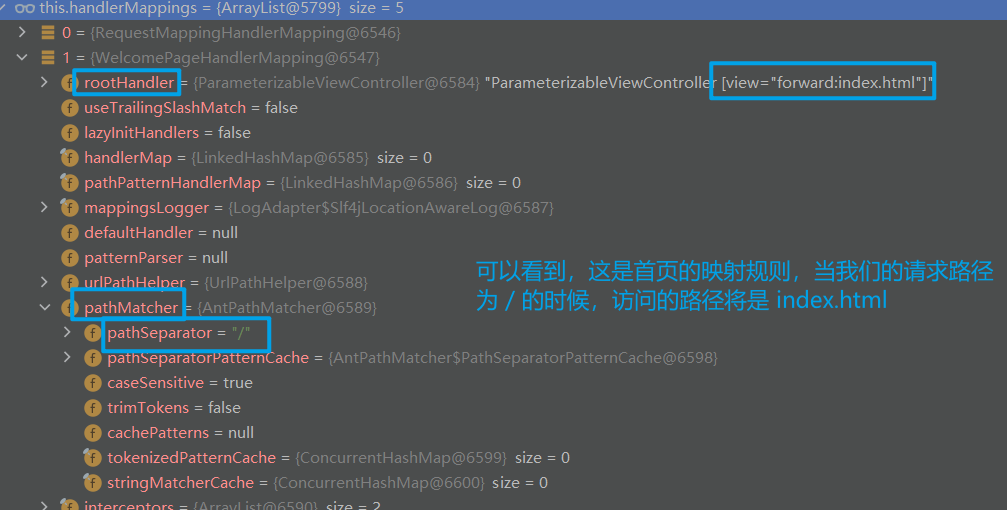 this.handlerMappings = {ArrayList@5799} size = 5
0 = {RequestMappingHandlerMapping@6546}
1 = {WelcomePageHandlerMapping@6547}
rootHandler = {ParameterizableViewController@6584} "ParameterizableViewController [view="forward:index.html"]"
useTrailingSlashMatch = false
lazyInitHandlers = false
handlerMap = {LinkedHashMap@6585} size = 0
pathPatternHandlerMap = {LinkedHashMap@6586} size = 0
mappingsLogger = {LogAdapter$Slf4jLocationAwareLog@6587}
defaultHandler = null
patternParser = null
urlPathHelper = {UrlPathHelper@6588}
pathMatcher = {AntPathMatcher@6589}
pathSeparator = "/"
pathSeparatorPatternCache = {AntPathMatcher$PathSeparatorPatternCache@6598}
caseSensitive = true
trimTokens = false
cachePatterns = null
tokenizedPatternCache = {ConcurrentHashMap@6599} size = 0
stringMatcherCache = {ConcurrentHashMap@6600} size = 0
interceptors = {ArrayList@6590} size = 2
可以看到，这是首页的映射规则，当我们的请求路径
为 / 的时候，访问的路径将是 index.html